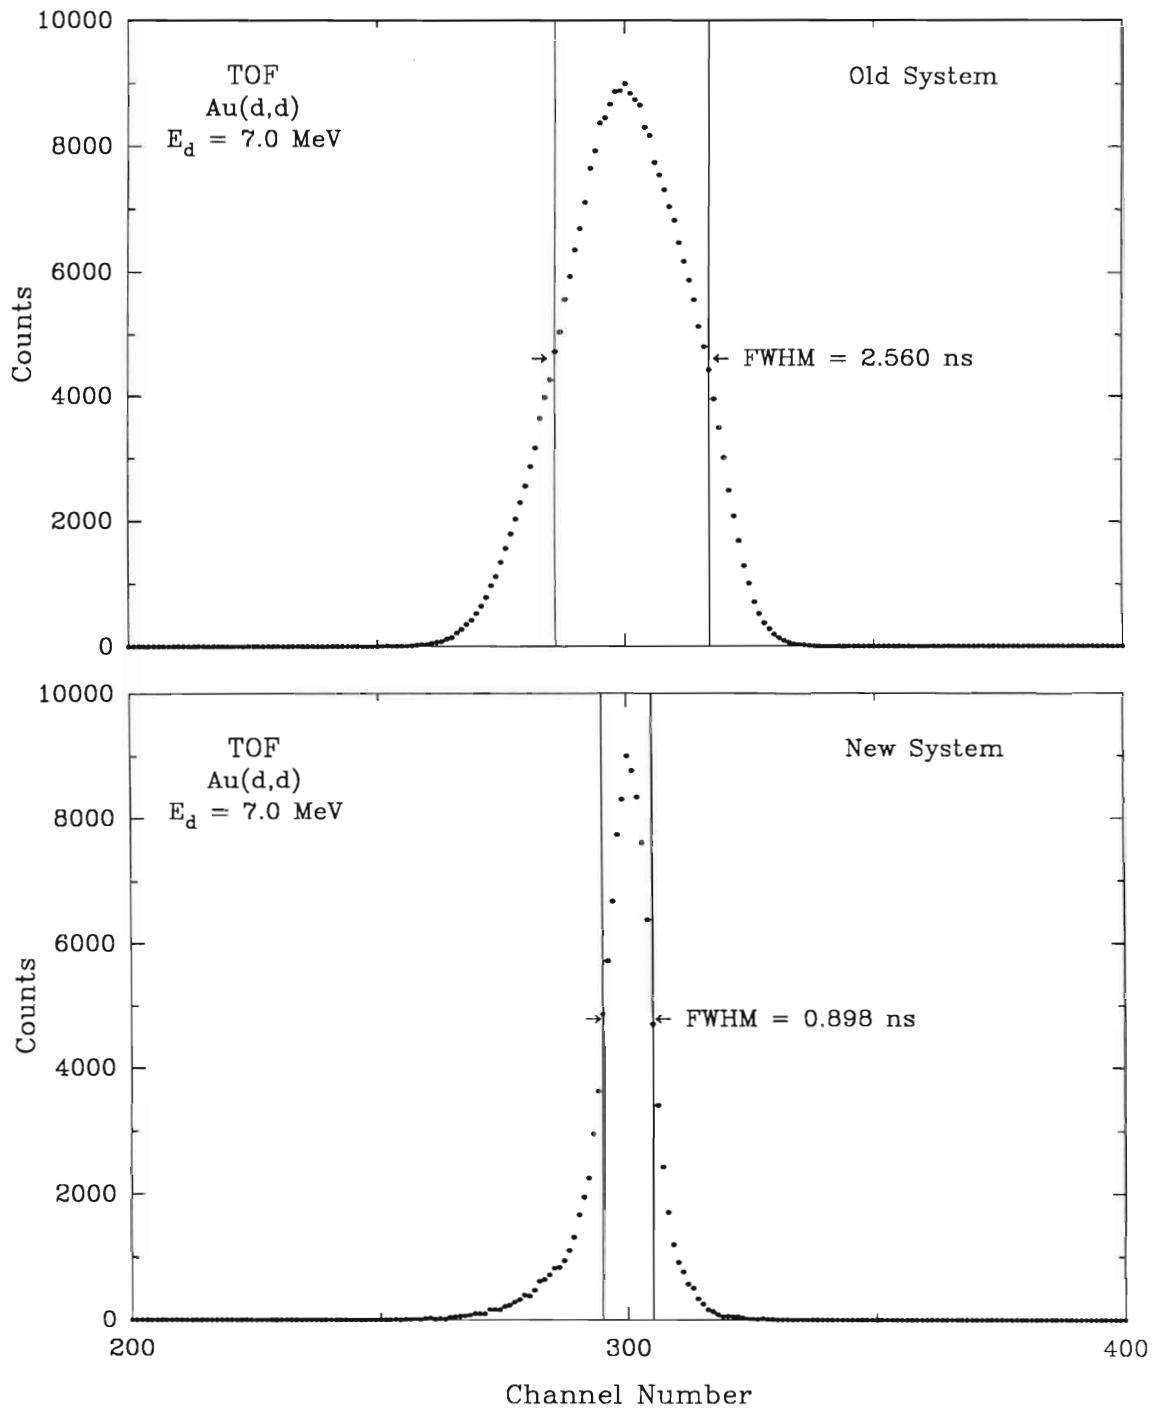 10000
TOF
Au(d,d)
E_d = 7.0 MeV
Old System
8000
6000
Counts
FWHM = 2.560 ns
4000
2000
0
10000
TOF
Au(d,d)
E_d = 7.0 MeV
New System
8000
6000
Counts
FWHM = 0.898 ns
4000
2000
0
200 300 400
Channel Number